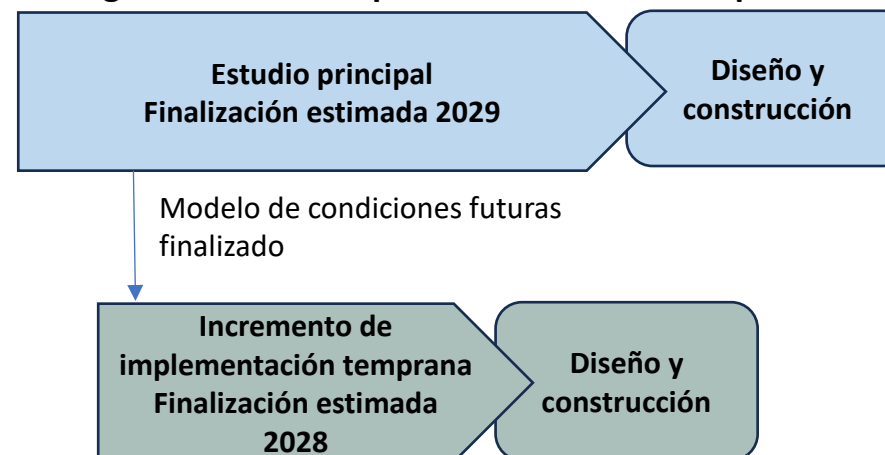 Estudio principal
Finalización estimada 2029
Diseño y
construcción
Modelo de condiciones futuras
finalizado
Incremento de
implementación temprana
Finalización estimada
2028
Diseño y
construcción